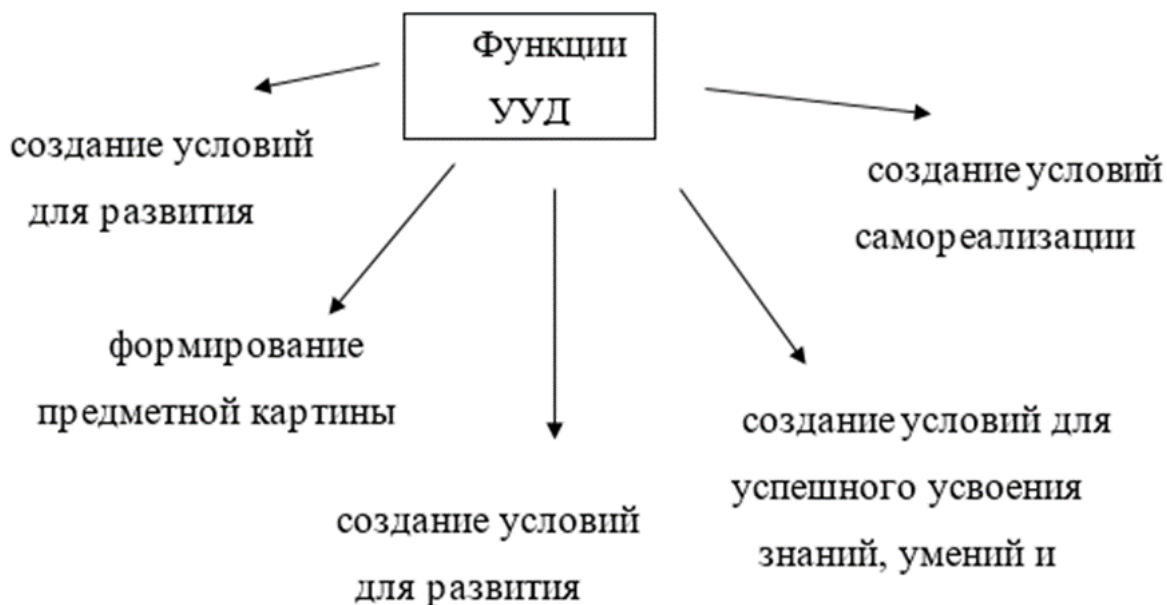 Функции
УУД
создание условий
для развития
создание условий
самореализации
формирование
предметной картины
создание условий для
успешного усвоения
знаний, умений и
создание условий
для развития